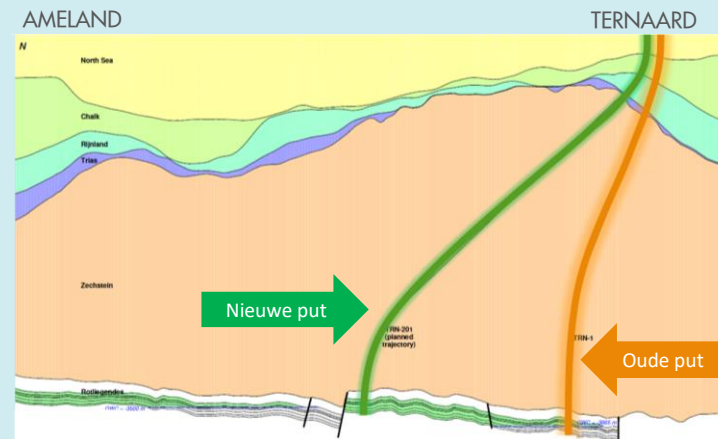 AMELAND
TERNAARD
N
North Sea
Chalk
Rijnland
Trias
Zechstein
Nieuwe put
TRN-201
(planned
trajectory)
TRN-1
Oude put
Rotliegendes